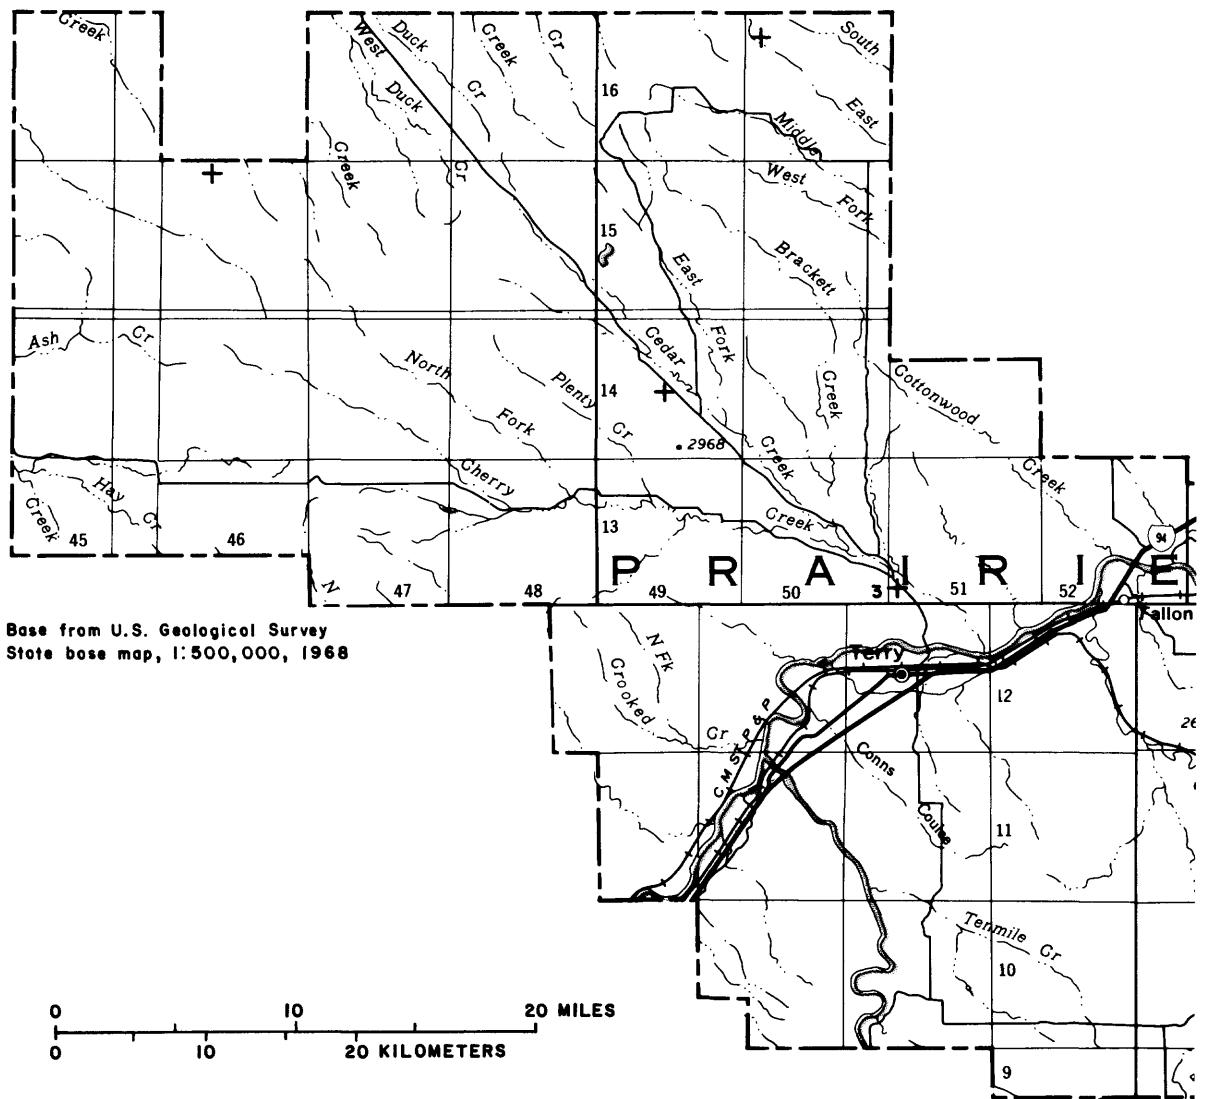 Creek
West
Duck
Cr
Duck
Cr
Creek
Cr
South
East
Middle
16
Creek
West
Fork
15
East
Fork
Brackett
Creek
Ash
Cr
North
Fork
Plenty
Cr
Cedar
Creek
14
2968
Cottonwood
Creek
Cherry
Creek
Hay
Cr
Creek
13
94
45
46
47
48
49
50
51
52
PRAIRIE
3
N
Fallon
Base from U.S. Geological Survey
State base map, 1:500,000, 1968
N Fk
Crooked
Cr
Terry
C M ST P & P
12
26
Conns
Coulee
11
Tenmile Cr
10
9
0 10 20 MILES
0 10 20 KILOMETERS